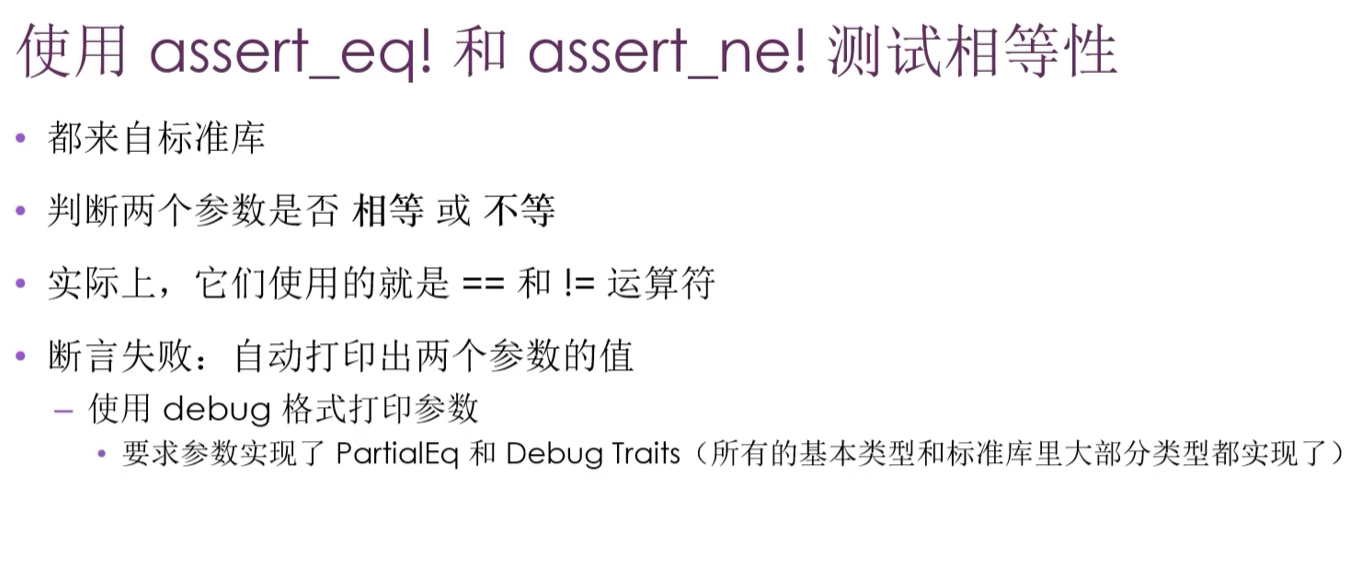 使用 assert_eq! 和 assert_ne! 测试相等性
• 都来自标准库
• 判断两个参数是否 相等 或 不等
• 实际上，它们使用的就是 == 和 != 运算符
• 断言失败：自动打印出两个参数的值
– 使用 debug 格式打印参数
• 要求参数实现了 PartialEq 和 Debug Traits（所有的基本类型和标准库里大部分类型都实现了）